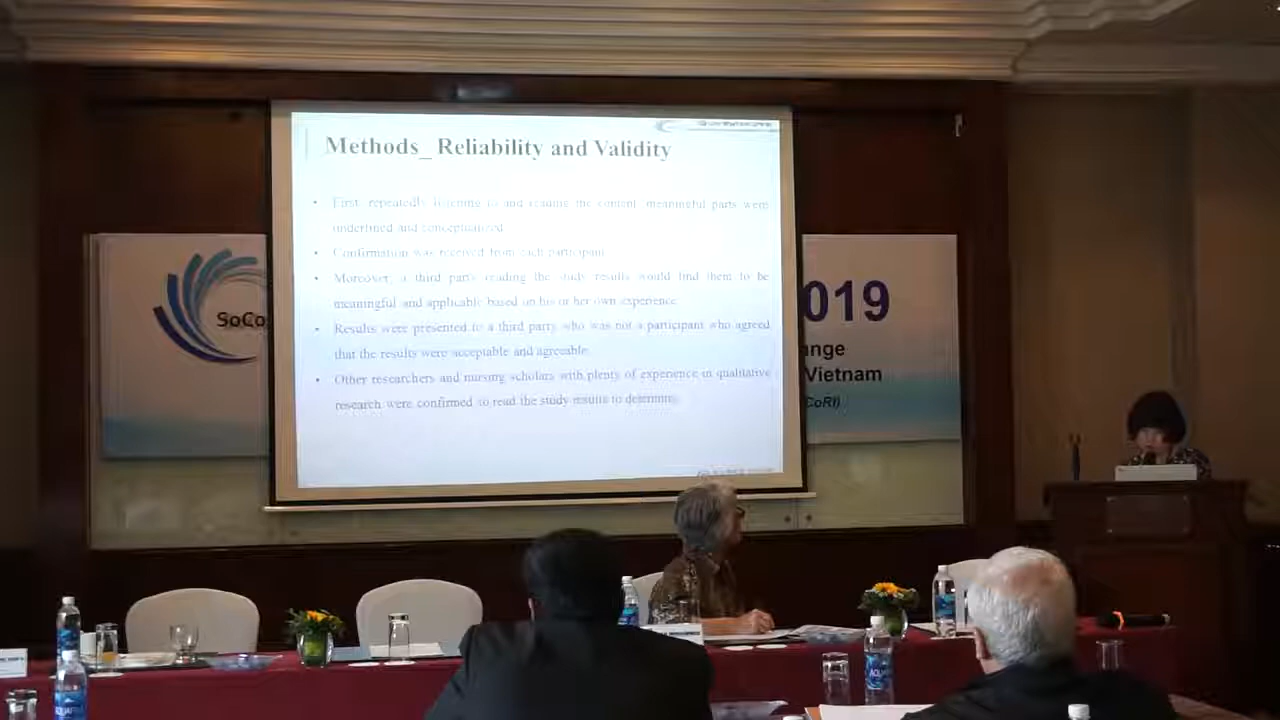 Methods_ Reliability and Validity
• First, repeatedly listening to and reading the content, meaningful parts were
underlined and conceptualized.
• Confirmation was received from each participant.
• Moreover, a third party reading the study results would find them to be
meaningful and applicable based on his or her own experience.
• Results were presented to a third party who was not a participant who agreed
that the results were acceptable and agreeable.
• Other researchers and nursing scholars with plenty of experience in qualitative
research were confirmed to read the study results to determine
SoCo
019
ange
Vietnam
CoRI)